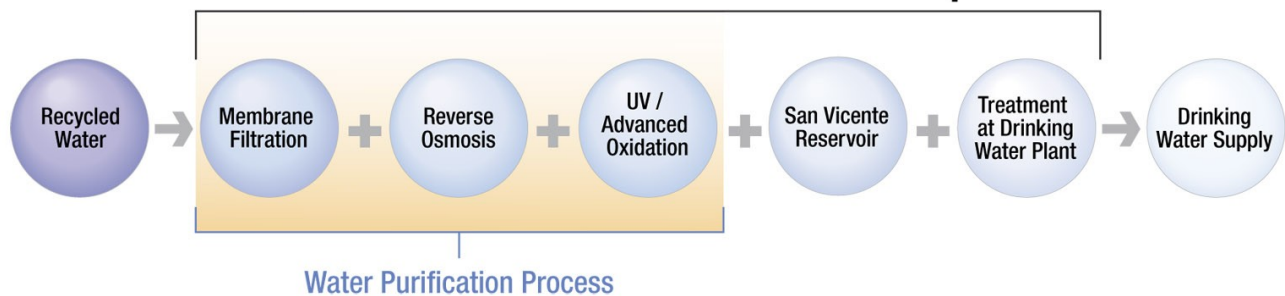 Recycled
Water
Membrane
Filtration
Reverse
Osmosis
UV /
Advanced
Oxidation
San Vicente
Reservoir
Treatment
at Drinking
Water Plant
Drinking
Water Supply
Water Purification Process